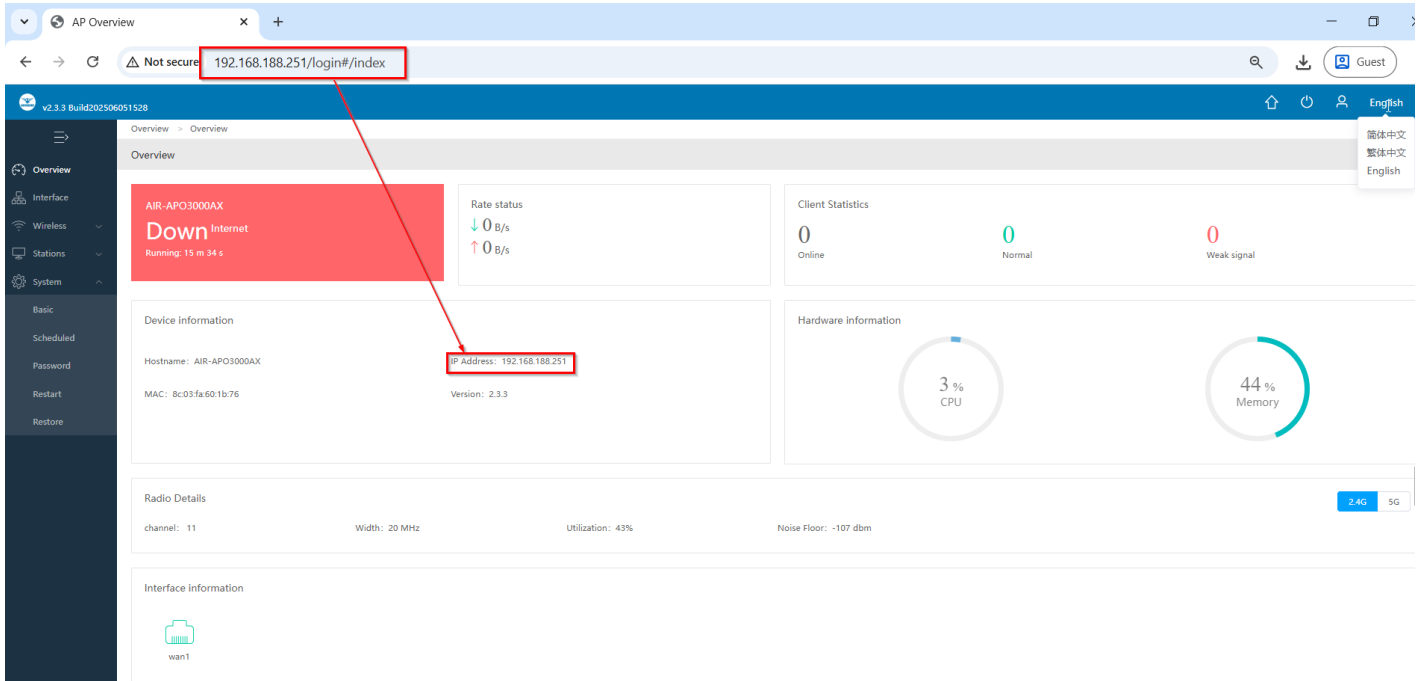 AP Overview
Not secure 192.168.188.251/login#/index
Guest
v2.3.3 Build202506051528
English
简体中文
繁体中文
English
Overview > Overview
Overview
Overview
Interface
Wireless
Stations
System
Basic
Scheduled
Password
Restart
Restore
AIR-APO3000AX
Down Internet
Running: 15 m 34 s
Rate status
↓ 0 B/s
↑ 0 B/s
Client Statistics
0 0 0
Online Normal Weak signal
Device information
Hostname: AIR-APO3000AX IP Address: 192.168.188.251
MAC: 8c:03:fa:60:1b:76 Version: 2.3.3
Hardware information
3 %
CPU
44 %
Memory
Radio Details
2.4G 5G
channel: 11 Width: 20 MHz Utilization: 43% Noise Floor: -107 dbm
Interface information
wan1